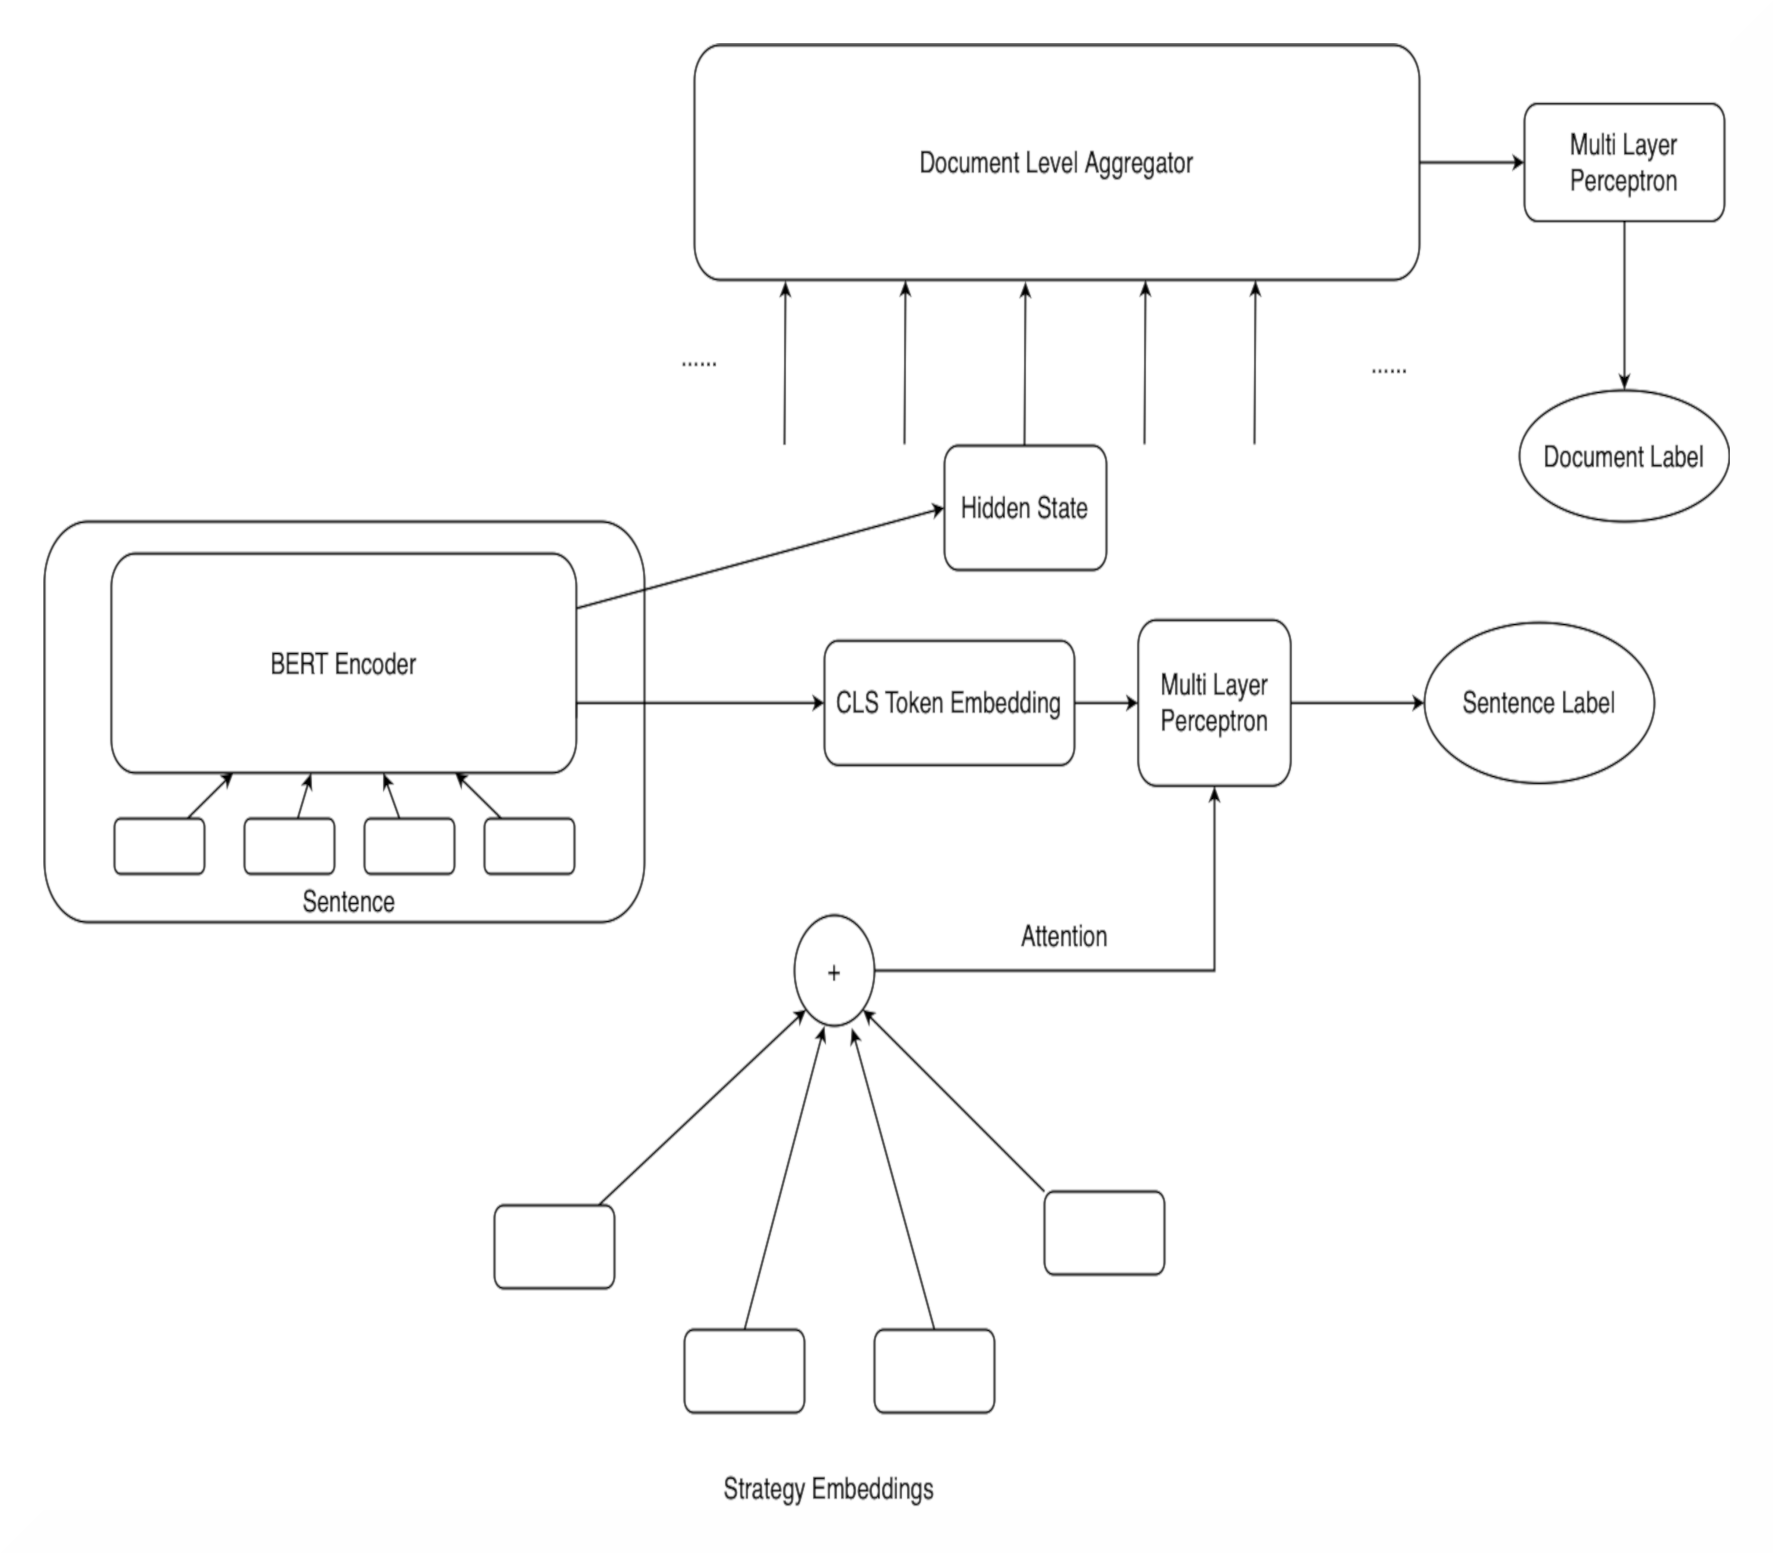 Document Level Aggregator
Multi Layer
Perceptron
......
......
Document Label
Hidden State
BERT Encoder
CLS Token Embedding
Multi Layer
Perceptron
Sentence Label
Sentence
Attention
+
Strategy Embeddings